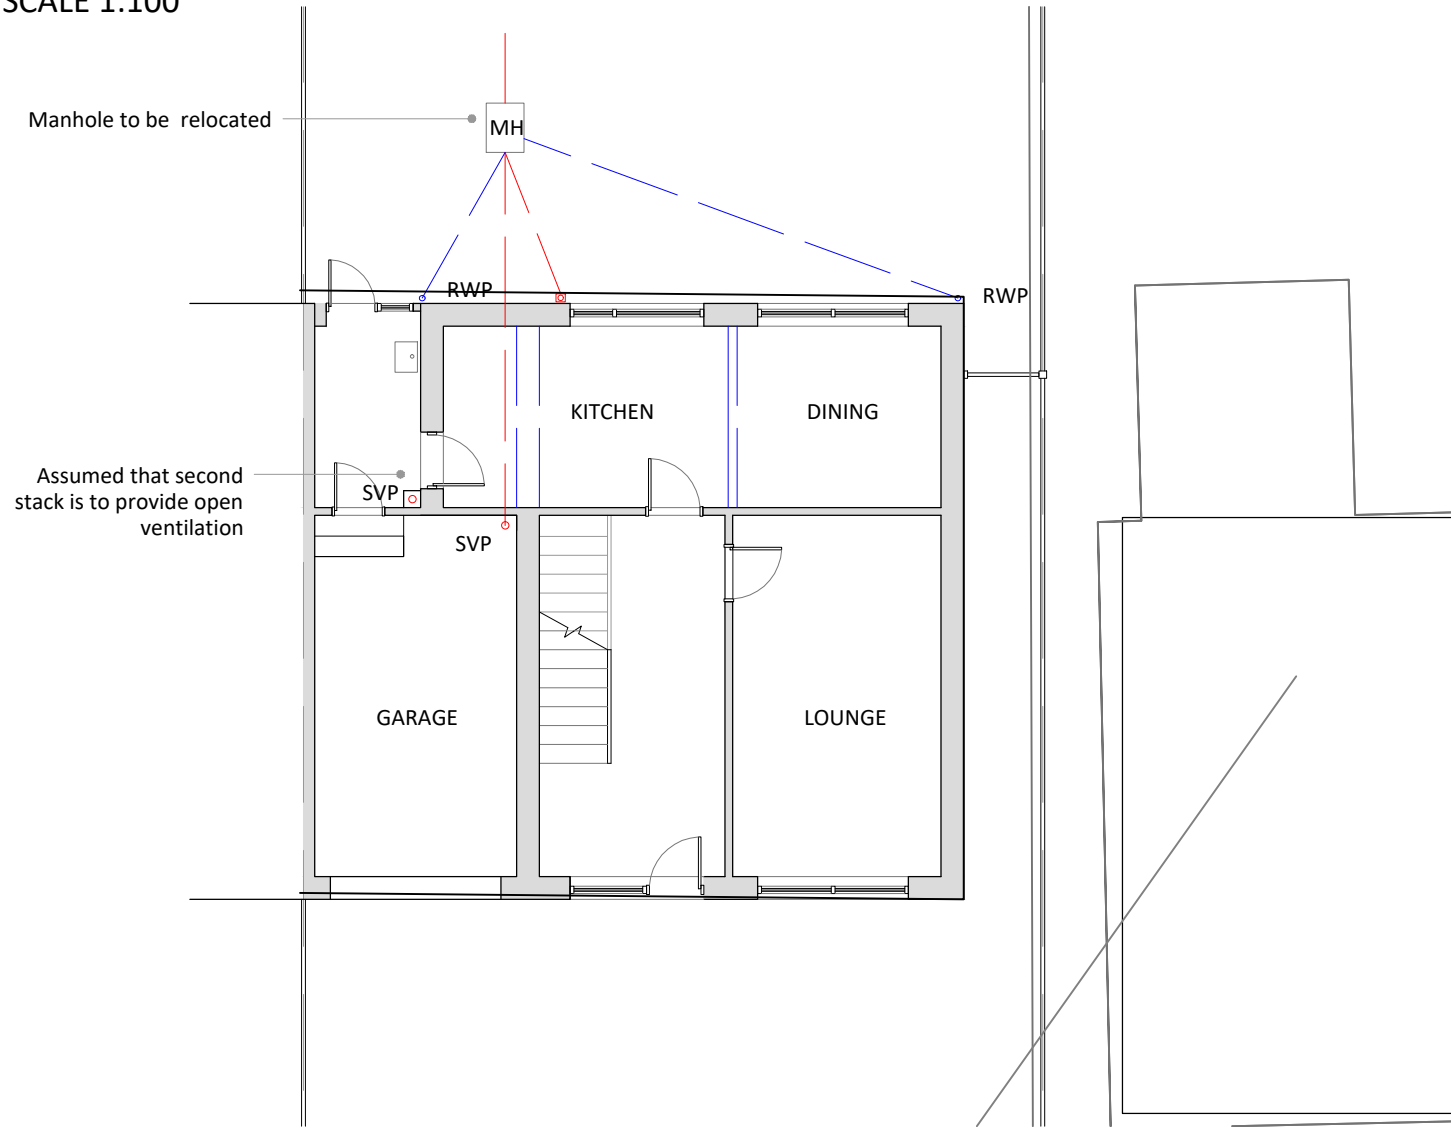 SCALE 1:100
Manhole to be relocated
MH
RWP
RWP
KITCHEN
DINING
Assumed that second
stack is to provide open
ventilation
SVP
SVP
GARAGE
LOUNGE